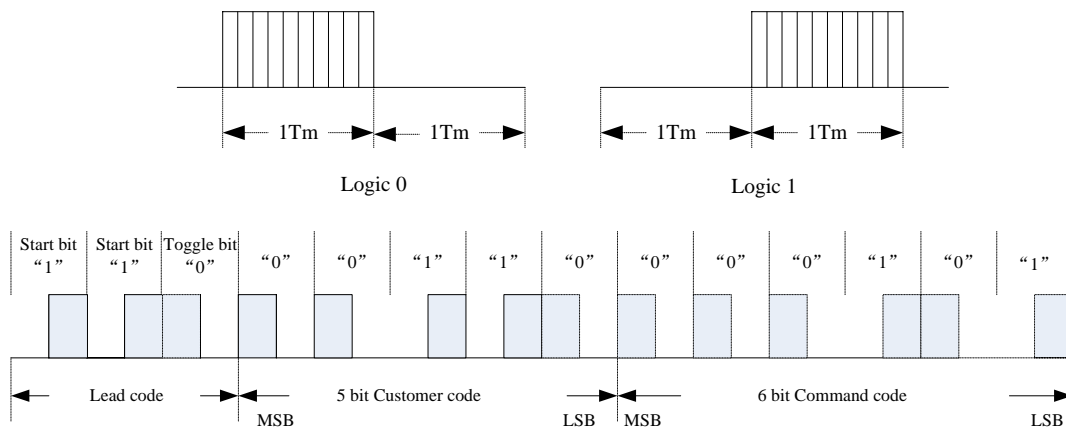 1Tm 1Tm 1Tm 1Tm
Logic 0 Logic 1
Start bit Start bit Toggle bit
“1” “1” “0” “0” “0” “1” “1” “0” “0” “0” “0” “1” “0” “1”
Lead code 5 bit Customer code 6 bit Command code
MSB LSB MSB LSB